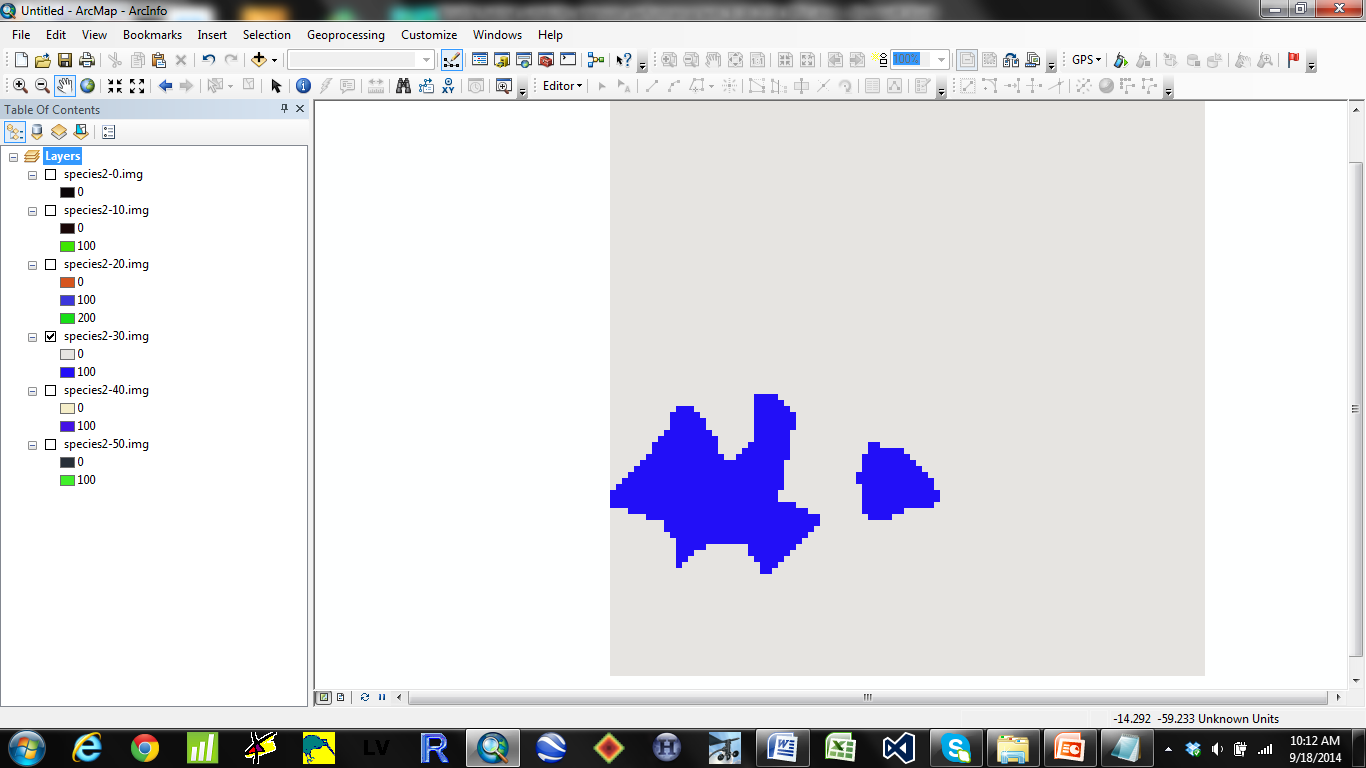 Untitled - ArcMap - ArcInfo
File Edit View Bookmarks Insert Selection Geoprocessing Customize Windows Help
100% GPS
Editor
Table Of Contents
Layers
species2-0.img
0
species2-10.img
0
100
species2-20.img
0
100
200
species2-30.img
0
100
species2-40.img
0
100
species2-50.img
0
100
-14.292 -59.233 Unknown Units
LV R H W X
10:12 AM
9/18/2014